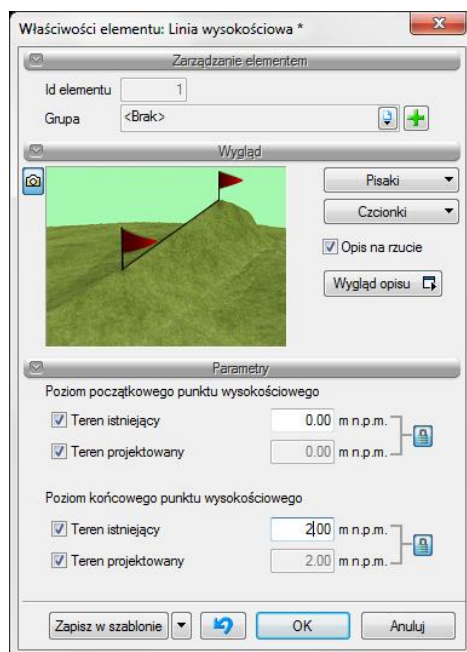 Właściwości elementu: Linia wysokościowa *
Zarządzanie elementem
Id elementu 1
Grupa <Brak>
Wygląd
Pisaki
Czcionki
Opis na rzucie
Wygląd opisu
Parametry
Poziom początkowego punktu wysokościowego
Teren istniejący 0.00 m n.p.m.
Teren projektowany 0.00 m n.p.m.
Poziom końcowego punktu wysokościowego
Teren istniejący 2.00 m n.p.m.
Teren projektowany 2.00 m n.p.m.
Zapisz w szablonie OK Anuluj